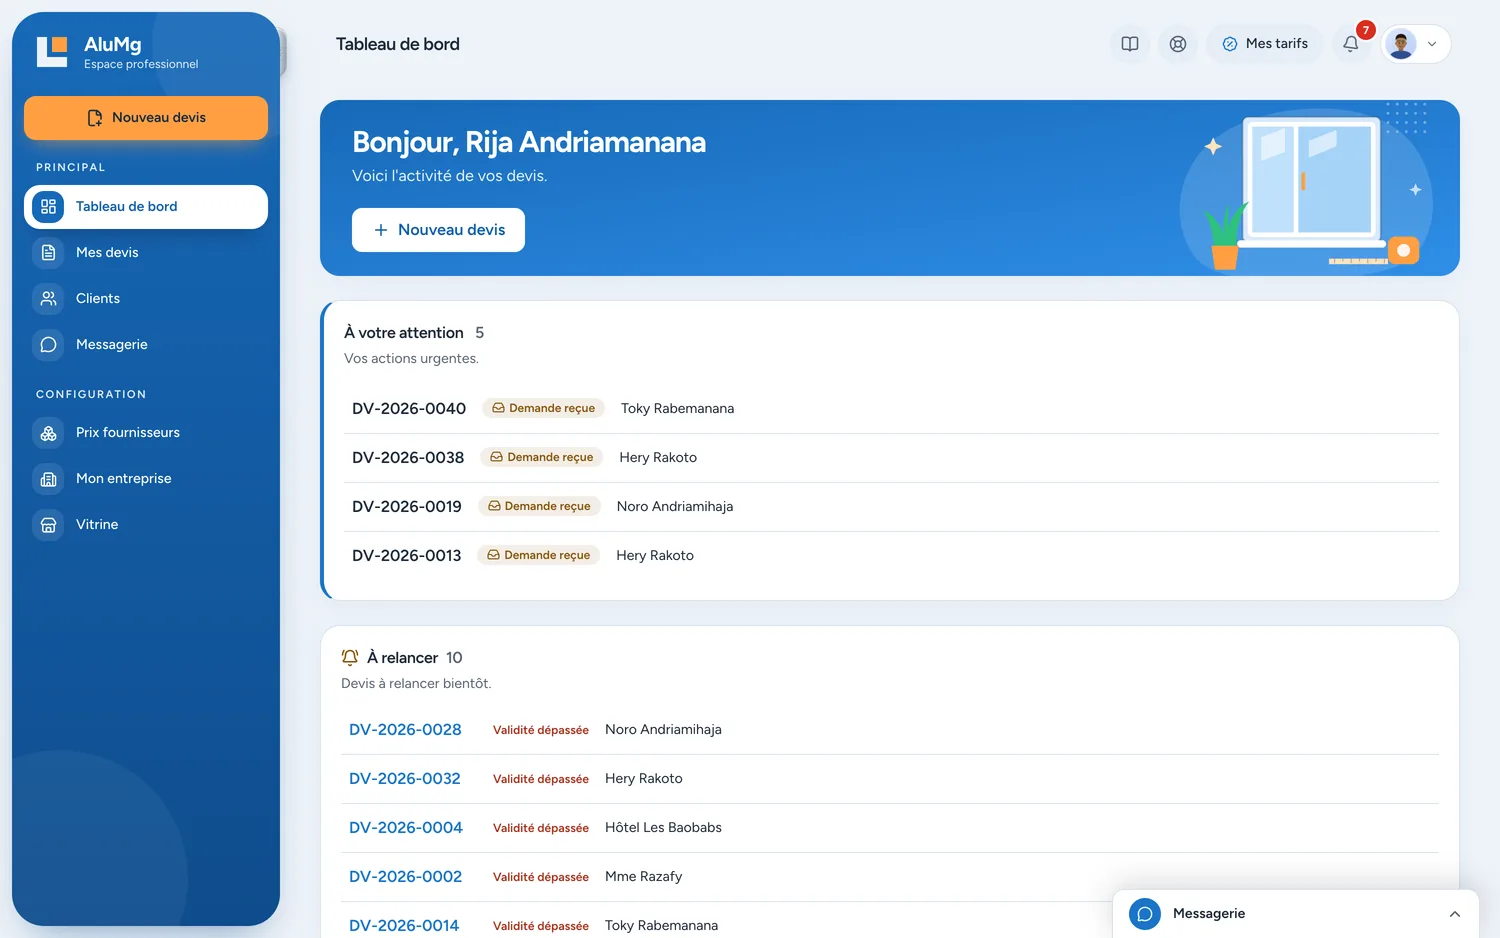 AluMg
Espace professionnel
Nouveau devis
PRINCIPAL
Tableau de bord
Mes devis
Clients
Messagerie
CONFIGURATION
Prix fournisseurs
Mon entreprise
Vitrine
Tableau de bord
Mes tarifs
7
Bonjour, Rija Andriamanana
Voici l'activité de vos devis.
Nouveau devis
À votre attention 5
Vos actions urgentes.
DV-2026-0040 Demande reçue Toky Rabemanana
DV-2026-0038 Demande reçue Hery Rakoto
DV-2026-0019 Demande reçue Noro Andriamihaja
DV-2026-0013 Demande reçue Hery Rakoto
À relancer 10
Devis à relancer bientôt.
DV-2026-0028 Validité dépassée Noro Andriamihaja
DV-2026-0032 Validité dépassée Hery Rakoto
DV-2026-0004 Validité dépassée Hôtel Les Baobabs
DV-2026-0002 Validité dépassée Mme Razafy
DV-2026-0014 Validité dépassée Toky Rabemanana
Messagerie